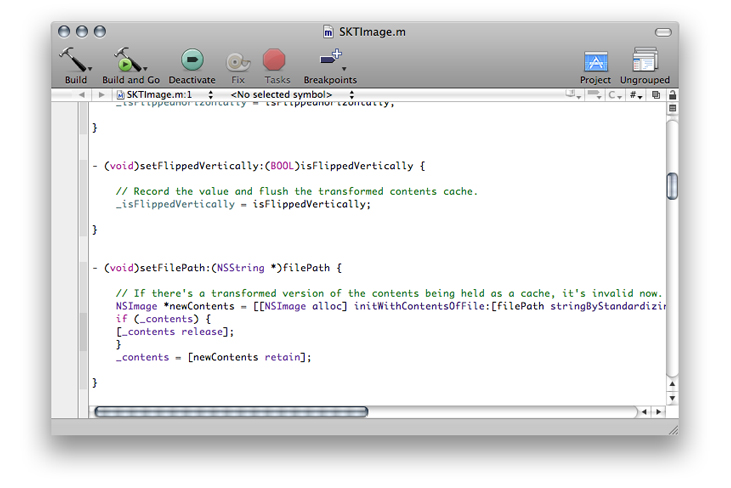 SKTImage.m
Build Build and Go Deactivate Fix Tasks Breakpoints Project Ungrouped
SKTImage.m:1 <No selected symbol> C #
_isFlippedHorizontally = isFlippedHorizontally;
}
- (void)setFlippedVertically:(BOOL)isFlippedVertically {
// Record the value and flush the transformed contents cache.
_isFlippedVertically = isFlippedVertically;
}
- (void)setFilePath:(NSString *)filePath {
// If there's a transformed version of the contents being held as a cache, it's invalid now.
NSImage *newContents = [[NSImage alloc] initWithContentsOfFile:[filePath stringByStandardizin
if (_contents) {
[_contents release];
}
_contents = [newContents retain];
}